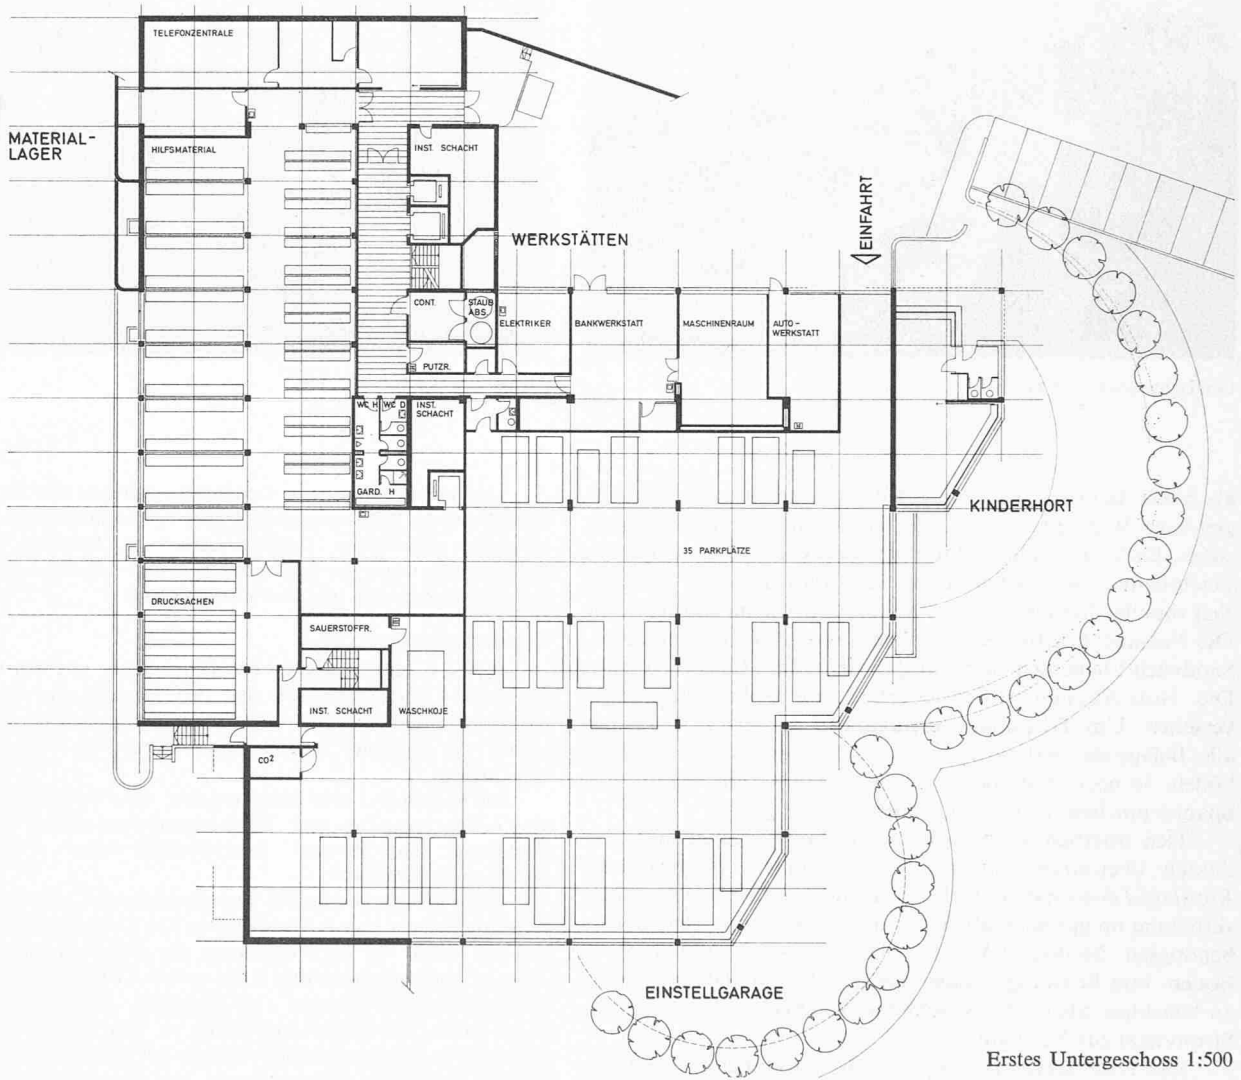 TELEFONZENTRALE
MATERIAL-
LAGER
HILFSMATERIAL
INST. SCHACHT
EINFAHRT
WERKSTÄTTEN
CONT.
STAUB
ABS.
ELEKTRIKER
BANKWERKSTATT
MASCHINENRAUM
AUTO-
WERKSTATT
PUTZR.
WC H
WC D
INST.
SCHACHT
GARD. H
KINDERHORT
35 PARKPLÄTZE
DRUCKSACHEN
SAUERSTOFFR.
INST. SCHACHT
WASCHKOJE
CO²
EINSTELLGARAGE
Erstes Untergeschoss 1:500